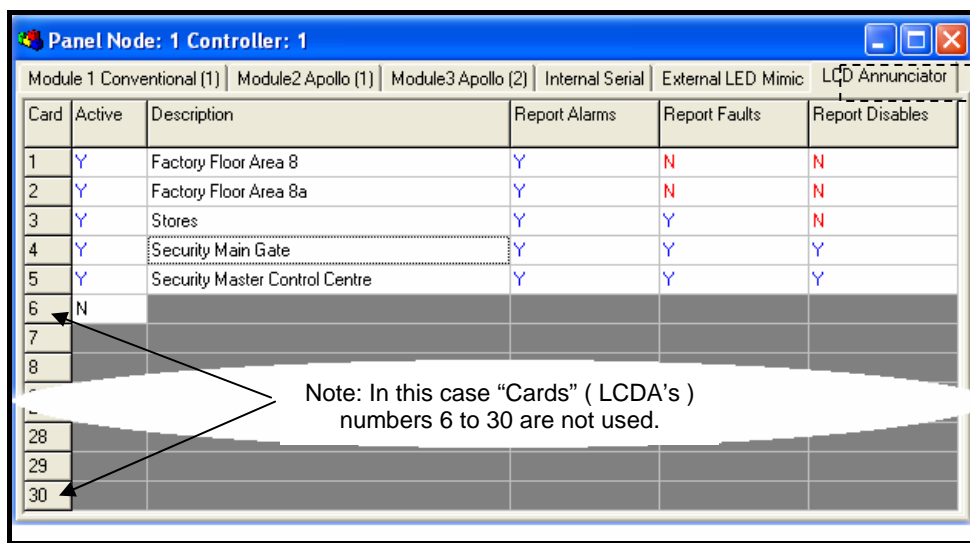 Panel Node: 1 Controller: 1
Module 1 Conventional (1) Module2 Apollo (1) Module3 Apollo (2) Internal Serial External LED Mimic LCD Annunciator
Card Active Description Report Alarms Report Faults Report Disables
1 Y Factory Floor Area 8 Y N N
2 Y Factory Floor Area 8a Y N N
3 Y Stores Y Y N
4 Y Security Main Gate Y Y Y
5 Y Security Master Control Centre Y Y Y
6 N
7
8
Note: In this case “Cards” ( LCDA’s )
numbers 6 to 30 are not used.
28
29
30